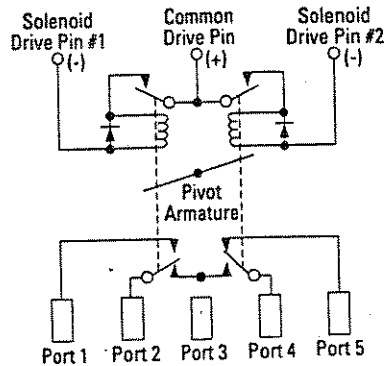 Solenoid
Drive Pin #1
(-)
Common
Drive Pin
(+)
Solenoid
Drive Pin #2
(-)
Pivot
Armature
Port 1
Port 2
Port 3
Port 4
Port 5